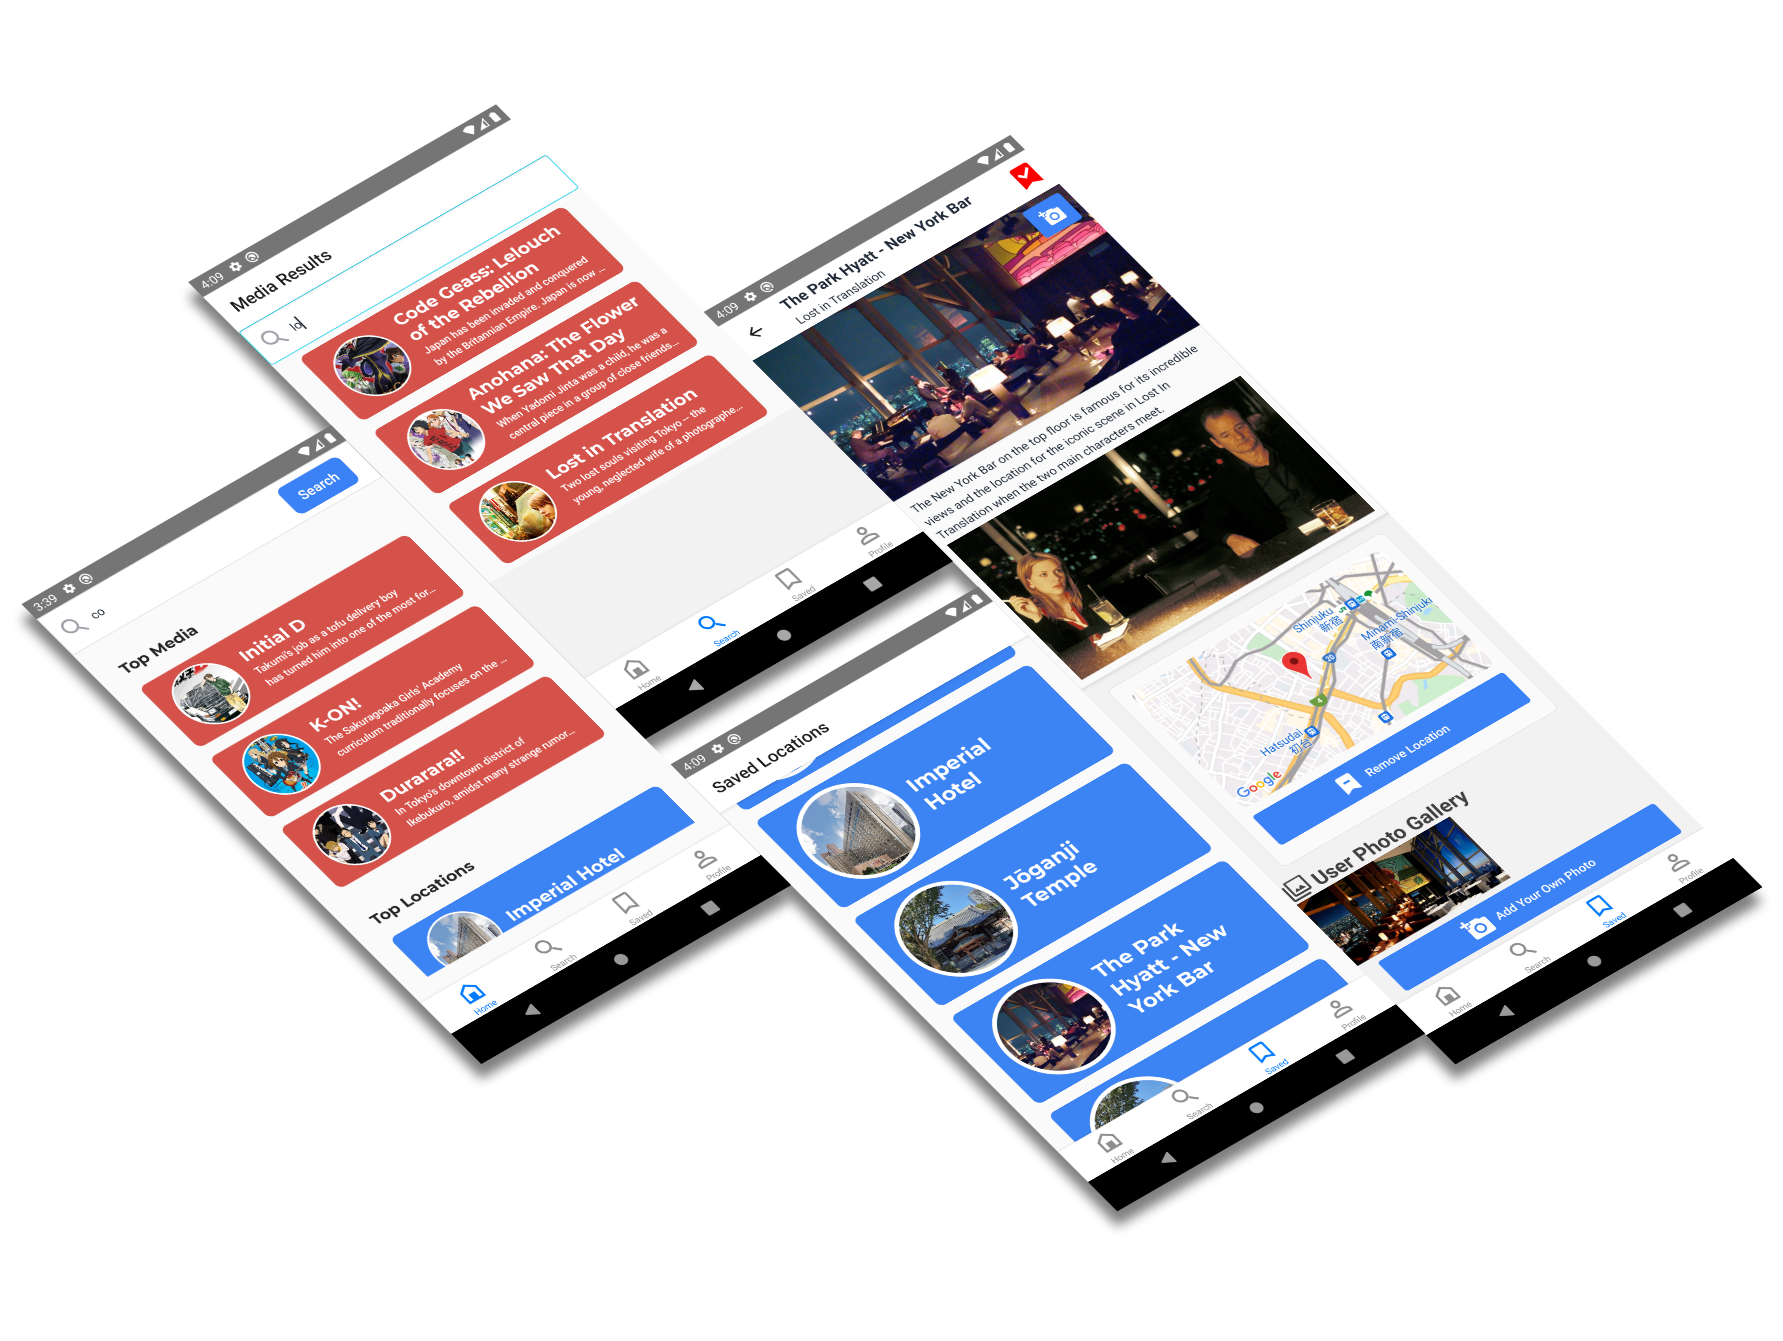 4:09
Media Results
lo
Code Geass: Lelouch
of the Rebellion
Japan has been invaded and conquered
by the Britannian Empire. Japan is now ...
Anohana: The Flower
We Saw That Day
When Yadomi Jinta was a child, he was a
central piece in a group of close friends...
Lost in Translation
Two lost souls visiting Tokyo -- the
young, neglected wife of a photographe...
Home
Search
Saved
Profile
3:39
co
Search
Top Media
Initial D
Takumi's job as a tofu delivery boy
has turned him into one of the most for...
K-ON!
The Sakuragoaka Girls' Academy
curriculum traditionally focuses on the ...
Durarara!!
In Tokyo's downtown district of
Ikebukuro, amidst many strange rumor...
Top Locations
Imperial Hotel
Home
Search
Saved
Profile
4:09
The Park Hyatt - New York Bar
Lost in Translation
The New York Bar on the top floor is famous for its incredible
views and the location for the iconic scene in Lost In
Translation when the two main characters meet.
Shinjuku
新宿
Minami-Shinjuku
南新宿
20
4
Hatsudai
初台
Google
Remove Location
User Photo Gallery
Add Your Own Photo
Home
Search
Saved
Profile
4:09
Saved Locations
Imperial
Hotel
Jōganji
Temple
The Park
Hyatt - New
York Bar
Home
Search
Saved
Profile